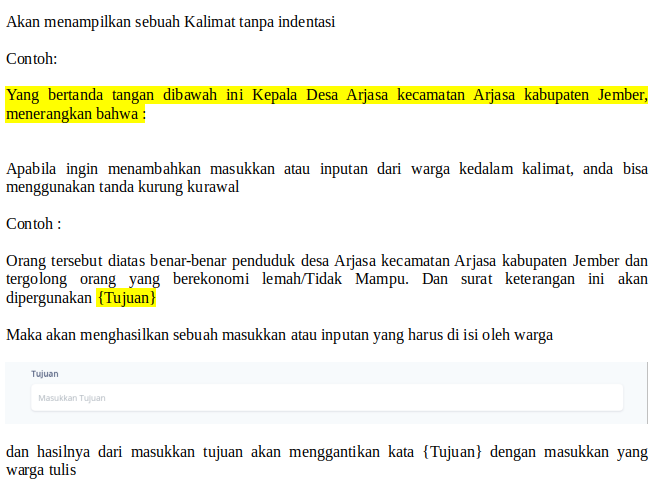 Akan menampilkan sebuah Kalimat tanpa indentasi
Contoh:
Yang bertanda tangan dibawah ini Kepala Desa Arjasa kecamatan Arjasa kabupaten Jember,
menerangkan bahwa :
Apabila ingin menambahkan masukkan atau inputan dari warga kedalam kalimat, anda bisa
menggunakan tanda kurung kurawal
Contoh :
Orang tersebut diatas benar-benar penduduk desa Arjasa kecamatan Arjasa kabupaten Jember dan
tergolong orang yang berekonomi lemah/Tidak Mampu. Dan surat keterangan ini akan
dipergunakan {Tujuan}
Maka akan menghasilkan sebuah masukkan atau inputan yang harus di isi oleh warga
Tujuan
Masukkan Tujuan
dan hasilnya dari masukkan tujuan akan menggantikan kata {Tujuan} dengan masukkan yang
warga tulis